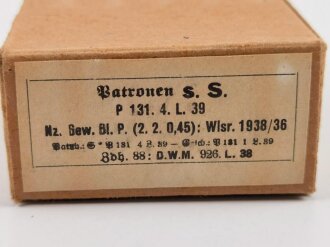 Patronen s. S.
P 131. 4. L. 39
Nz. Gew. Bl. P. (2. 2. 0,45): Wlsr. 1938/36
Patrh.: S* P 131 4 L. 39 — Gesch.: P 131 1 L. 39
Zdh. 88: D.W.M. 926. L. 38